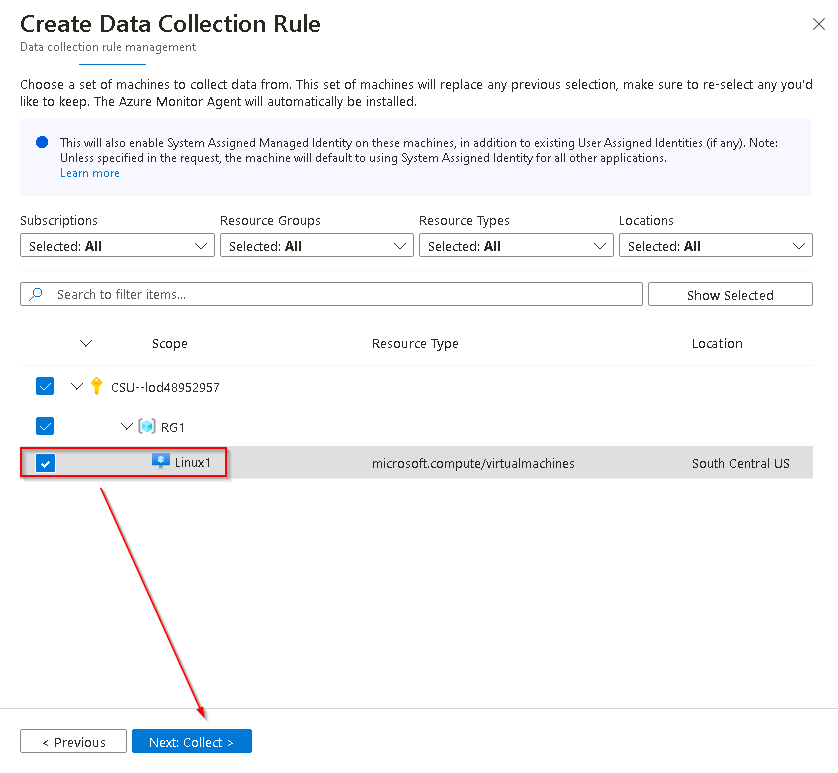 Create Data Collection Rule
Data collection rule management
Choose a set of machines to collect data from. This set of machines will replace any previous selection, make sure to re-select any you'd
like to keep. The Azure Monitor Agent will automatically be installed.
This will also enable System Assigned Managed Identity on these machines, in addition to existing User Assigned Identities (if any). Note:
Unless specified in the request, the machine will default to using System Assigned Identity for all other applications.
Learn more
Subscriptions Resource Groups Resource Types Locations
Selected: All Selected: All Selected: All Selected: All
Search to filter items... Show Selected
Scope Resource Type Location
CSU--lod48952957
RG1
Linux1 microsoft.compute/virtualmachines South Central US
< Previous Next: Collect >